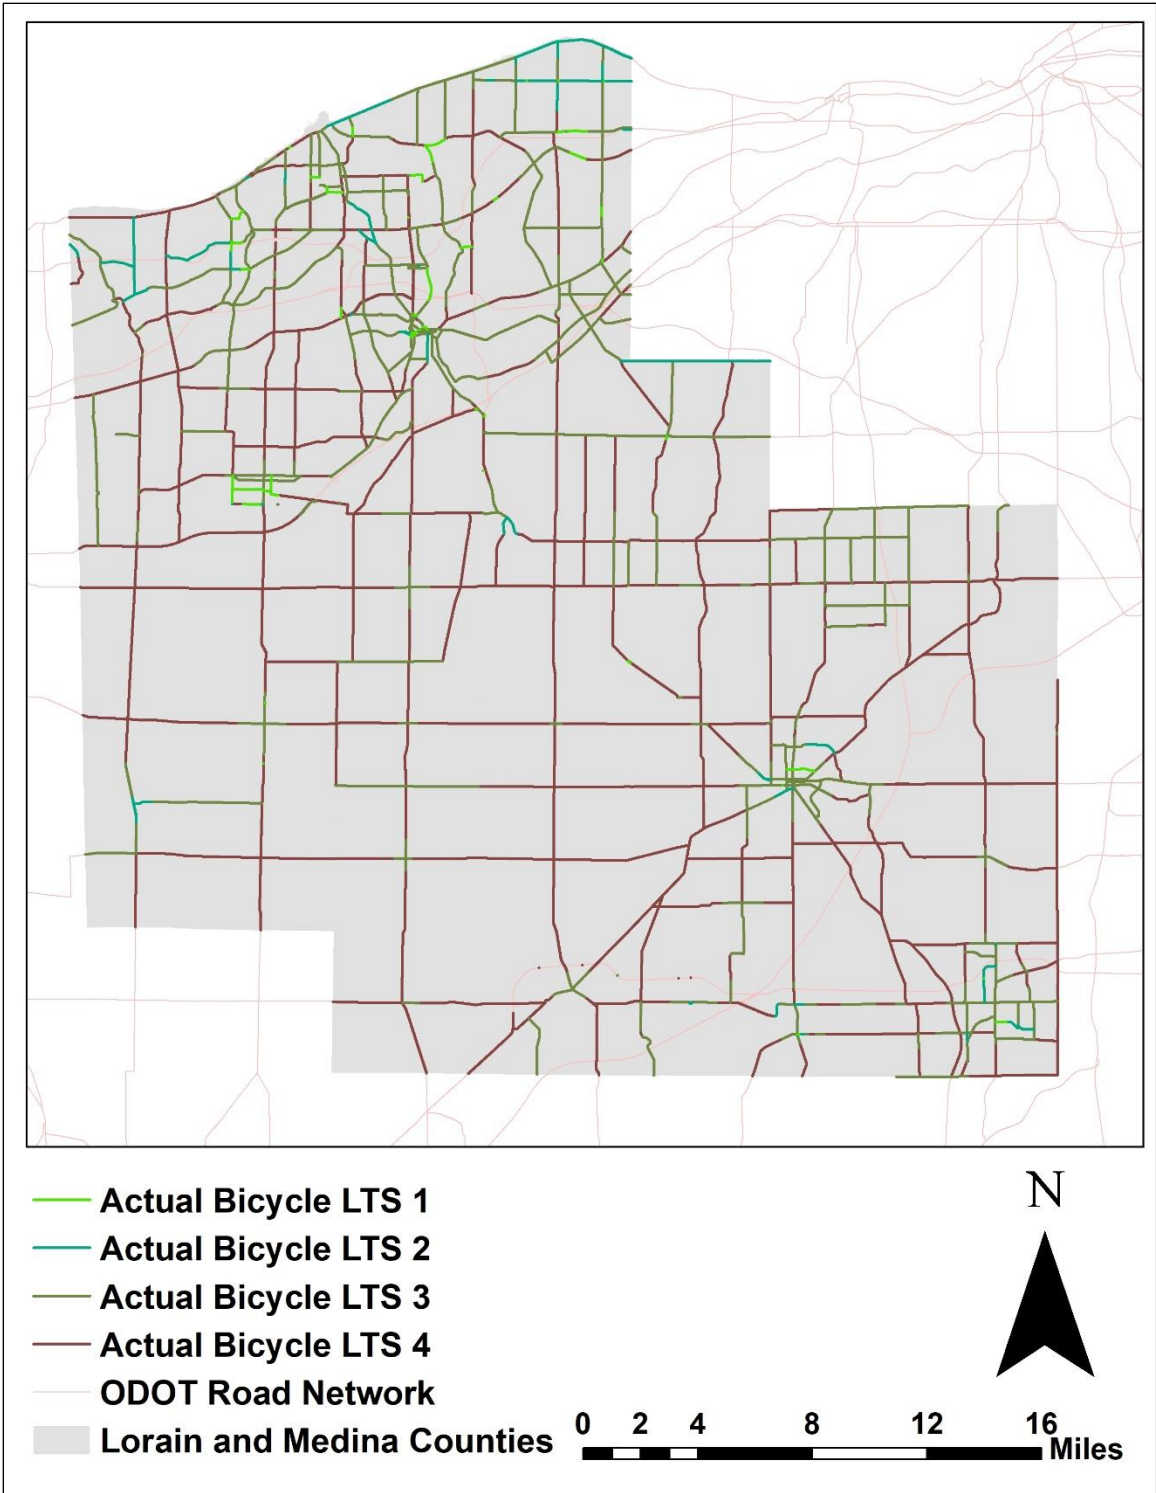 Actual Bicycle LTS 1
Actual Bicycle LTS 2
Actual Bicycle LTS 3
Actual Bicycle LTS 4
ODOT Road Network
Lorain and Medina Counties
N
0 2 4 8 12 16
Miles